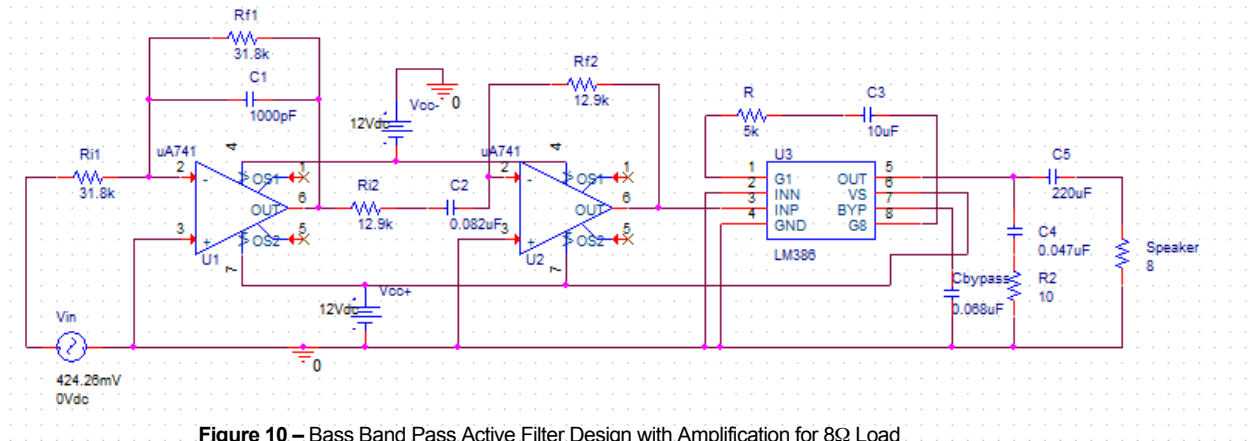 Rf1
31.8k
C1
1000pF
Ri1
31.8k
uA741
2
-
3
+
4
OS1
1
OUT
6
OS2
5
7
U1
Vin
424.26mV
0Vdc
0
Ri2
12.9k
C2
0.082uF
Vcc-
12Vdc
0
Vcc+
12Vdc
Rf2
12.9k
uA741
2
-
3
+
4
OS1
1
OUT
6
OS2
5
7
U2
R
5k
C3
10uF
U3
1 G1 OUT 5
2 INN VS 6
3 INP BYP 7
4 GND G8 8
LM386
Cbypass
0.068uF
C5
220uF
C4
0.047uF
R2
10
Speaker
8
Figure 10 – Bass Band Pass Active Filter Design with Amplification for 8Ω Load